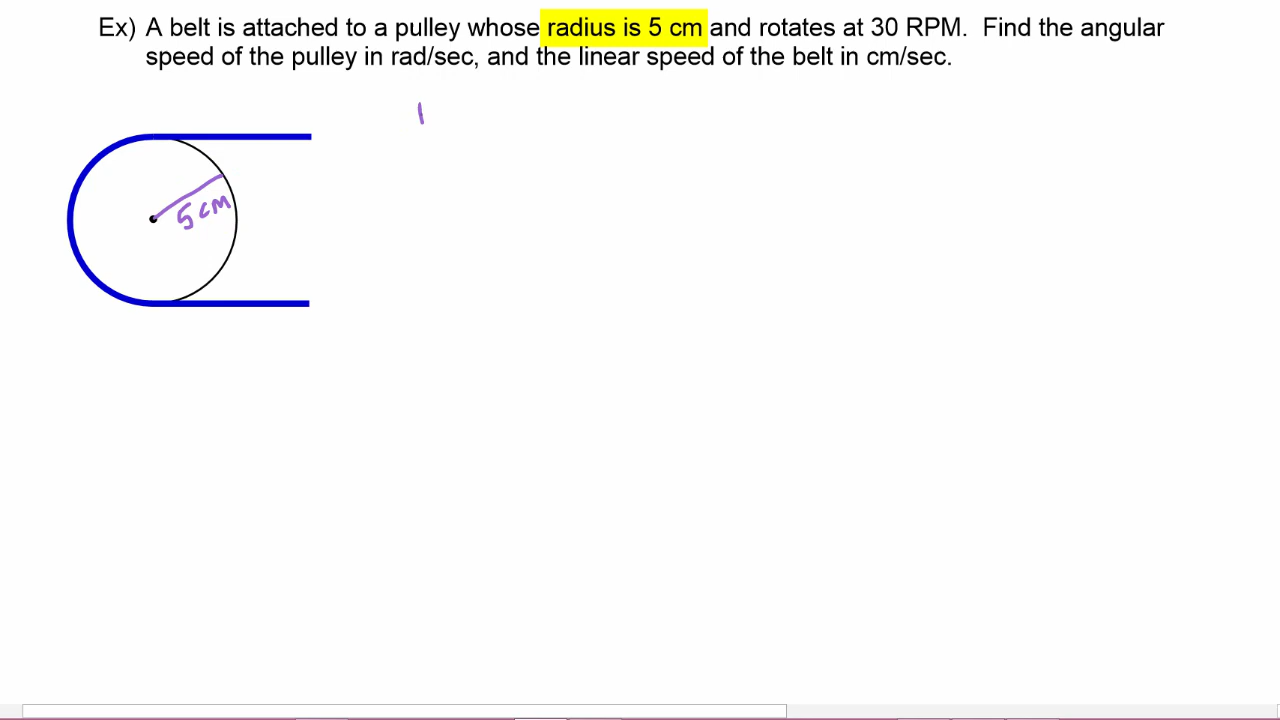 Ex) A belt is attached to a pulley whose radius is 5 cm and rotates at 30 RPM. Find the angular
speed of the pulley in rad/sec, and the linear speed of the belt in cm/sec.
5 cm